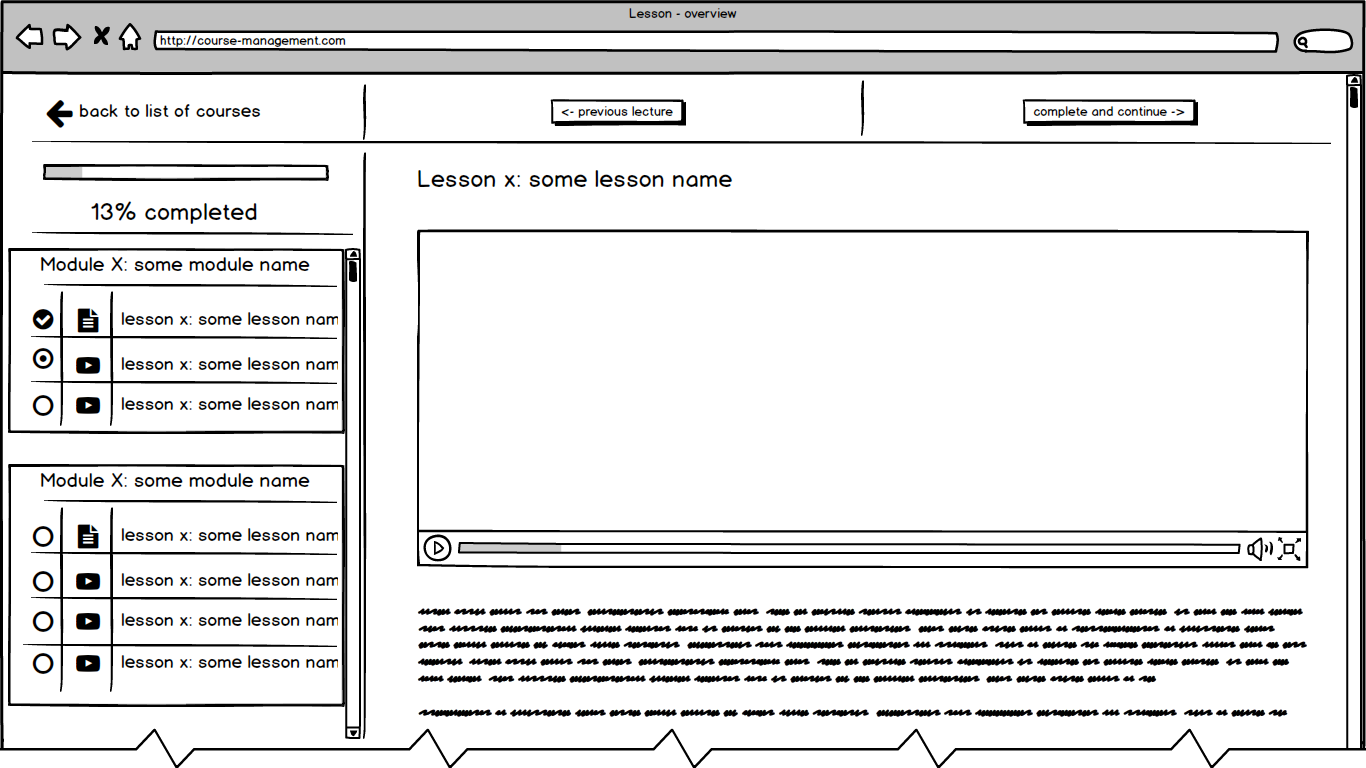 Lesson - overview
http://course-management.com
back to list of courses
<- previous lecture
complete and continue ->
13% completed
Module X: some module name
lesson x: some lesson nam
lesson x: some lesson nam
lesson x: some lesson nam
Module X: some module name
lesson x: some lesson nam
lesson x: some lesson nam
lesson x: some lesson nam
lesson x: some lesson nam
Lesson x: some lesson name